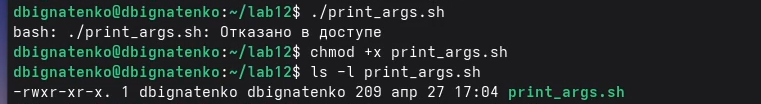 dbignatenko@dbignatenko:~/lab12$ ./print_args.sh
bash: ./print_args.sh: Отказано в доступе
dbignatenko@dbignatenko:~/lab12$ chmod +x print_args.sh
dbignatenko@dbignatenko:~/lab12$ ls -l print_args.sh
-rwxr-xr-x. 1 dbignatenko dbignatenko 209 апр 27 17:04 print_args.sh